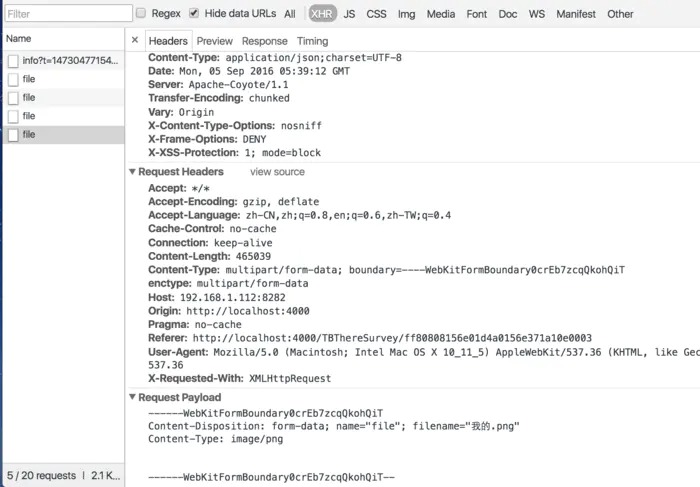 Filter Regex Hide data URLs All XHR JS CSS Img Media Font Doc WS Manifest Other
Name
info?t=14730477154...
file
file
file
file
5 / 20 requests | 2.1 K...
× Headers Preview Response Timing
Content-Type: application/json;charset=UTF-8
Date: Mon, 05 Sep 2016 05:39:12 GMT
Server: Apache-Coyote/1.1
Transfer-Encoding: chunked
Vary: Origin
X-Content-Type-Options: nosniff
X-Frame-Options: DENY
X-XSS-Protection: 1; mode=block
▼ Request Headers view source
Accept: */*
Accept-Encoding: gzip, deflate
Accept-Language: zh-CN,zh;q=0.8,en;q=0.6,zh-TW;q=0.4
Cache-Control: no-cache
Connection: keep-alive
Content-Length: 465039
Content-Type: multipart/form-data; boundary=----WebKitFormBoundary0crEb7zcqQkohQiT
enctype: multipart/form-data
Host: 192.168.1.112:8282
Origin: http://localhost:4000
Pragma: no-cache
Referer: http://localhost:4000/TBThereSurvey/ff80808156e01d4a0156e371a10e0003
User-Agent: Mozilla/5.0 (Macintosh; Intel Mac OS X 10_11_5) AppleWebKit/537.36 (KHTML, like Gec
537.36
X-Requested-With: XMLHttpRequest
▼ Request Payload
------WebKitFormBoundary0crEb7zcqQkohQiT
Content-Disposition: form-data; name="file"; filename="我的.png"
Content-Type: image/png
------WebKitFormBoundary0crEb7zcqQkohQiT--